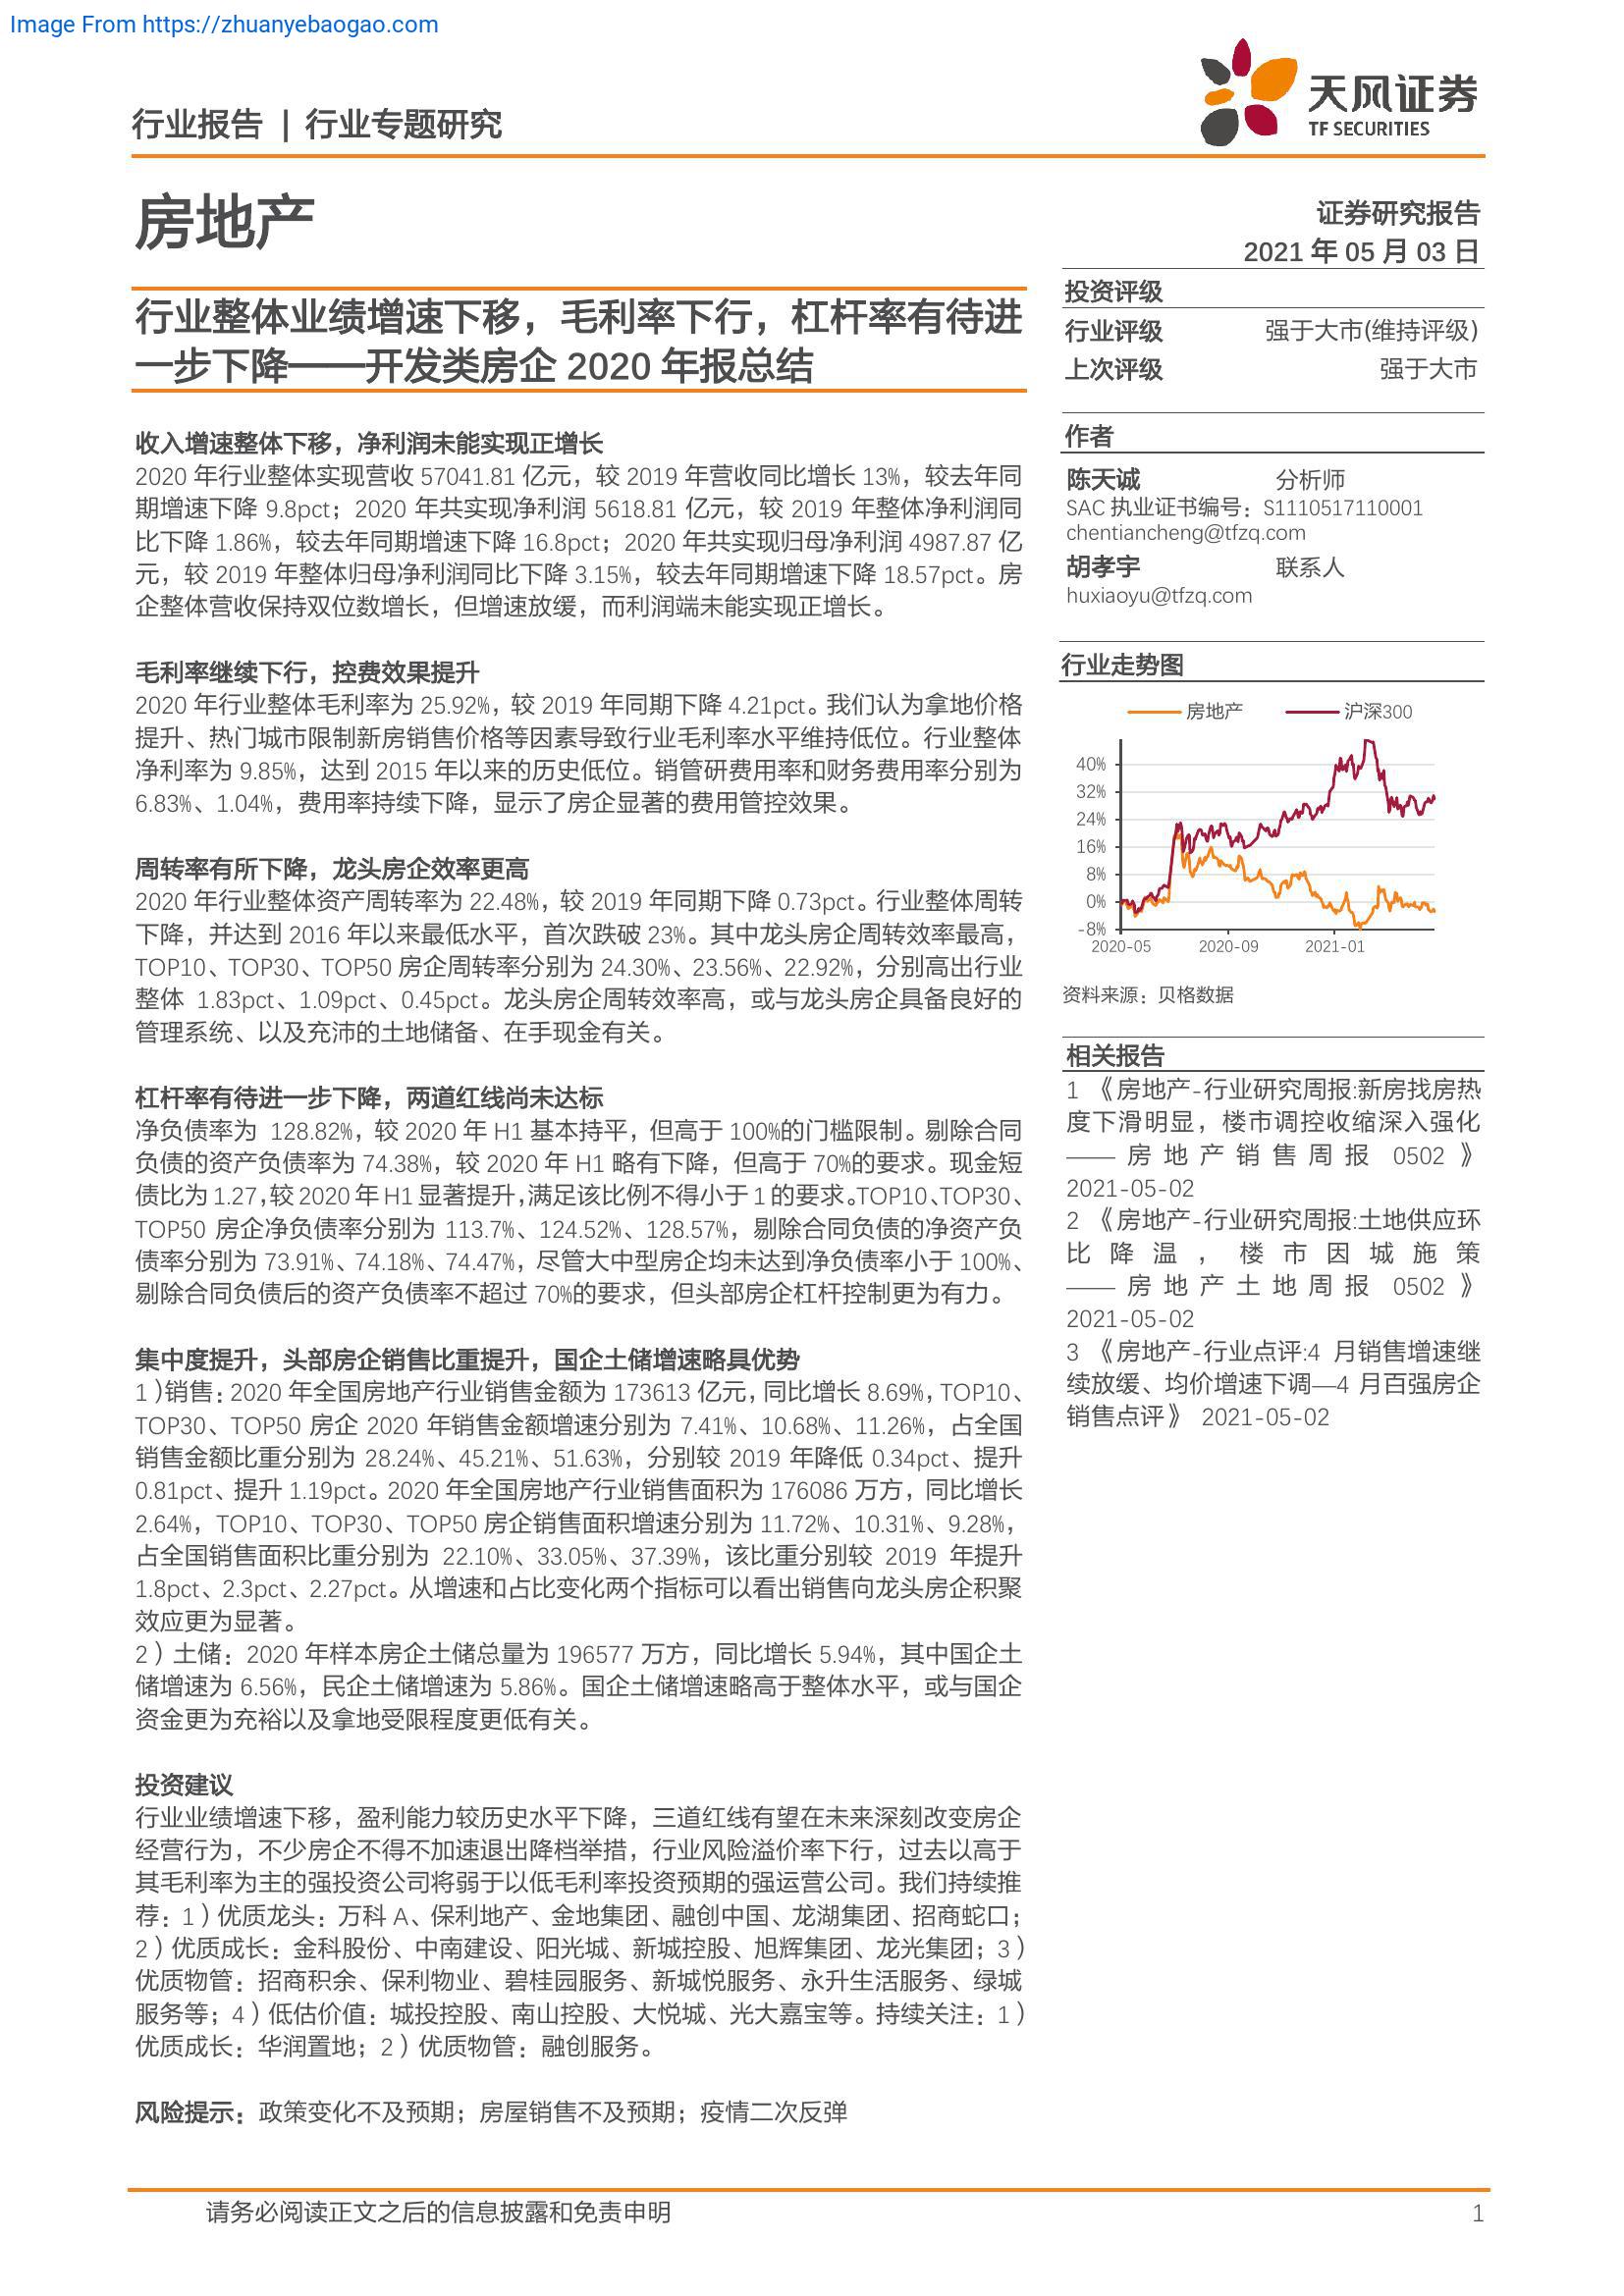 Image From https://zhuanyebaogao.com
行业报告 | 行业专题研究
天风证券
TF SECURITIES
房地产
证券研究报告
2021 年 05 月 03 日
行业整体业绩增速下移，毛利率下行，杠杆率有待进
一步下降——开发类房企 2020 年报总结
收入增速整体下移，净利润未能实现正增长
2020 年行业整体实现营收 57041.81 亿元，较 2019 年营收同比增长 13%，较去年同
期增速下降 9.8pct；2020 年共实现净利润 5618.81 亿元，较 2019 年整体净利润同
比下降 1.86%，较去年同期增速下降 16.8pct；2020 年共实现归母净利润 4987.87 亿
元，较 2019 年整体归母净利润同比下降 3.15%，较去年同期增速下降 18.57pct。房
企整体营收保持双位数增长，但增速放缓，而利润端未能实现正增长。
毛利率继续下行，控费效果提升
2020 年行业整体毛利率为 25.92%，较 2019 年同期下降 4.21pct。我们认为拿地价格
提升、热门城市限制新房销售价格等因素导致行业毛利率水平维持低位。行业整体
净利率为 9.85%，达到 2015 年以来的历史低位。销管研费用率和财务费用率分别为
6.83%、1.04%，费用率持续下降，显示了房企显著的费用管控效果。
周转率有所下降，龙头房企效率更高
2020 年行业整体资产周转率为 22.48%，较 2019 年同期下降 0.73pct。行业整体周转
下降，并达到 2016 年以来最低水平，首次跌破 23%。其中龙头房企周转效率最高，
TOP10、TOP30、TOP50 房企周转率分别为 24.30%、23.56%、22.92%，分别高出行业
整体 1.83pct、1.09pct、0.45pct。龙头房企周转效率高，或与龙头房企具备良好的
管理系统、以及充沛的土地储备、在手现金有关。
杠杆率有待进一步下降，两道红线尚未达标
净负债率为 128.82%，较 2020 年 H1 基本持平，但高于 100%的门槛限制。剔除合同
负债的资产负债率为 74.38%，较 2020 年 H1 略有下降，但高于 70%的要求。现金短
债比为 1.27，较 2020 年 H1 显著提升，满足该比例不得小于 1 的要求。TOP10、TOP30、
TOP50 房企净负债率分别为 113.7%、124.52%、128.57%，剔除合同负债的净资产负
债率分别为 73.91%、74.18%、74.47%，尽管大中型房企均未达到净负债率小于 100%、
剔除合同负债后的资产负债率不超过 70%的要求，但头部房企杠杆控制更为有力。
集中度提升，头部房企销售比重提升，国企土储增速略具优势
1）销售：2020 年全国房地产行业销售金额为 173613 亿元，同比增长 8.69%，TOP10、
TOP30、TOP50 房企 2020 年销售金额增速分别为 7.41%、10.68%、11.26%，占全国
销售金额比重分别为 28.24%、45.21%、51.63%，分别较 2019 年降低 0.34pct、提升
0.81pct、提升 1.19pct。2020 年全国房地产行业销售面积为 176086 万方，同比增长
2.64%，TOP10、TOP30、TOP50 房企销售面积增速分别为 11.72%、10.31%、9.28%，
占全国销售面积比重分别为 22.10%、33.05%、37.39%，该比重分别较 2019 年提升
1.8pct、2.3pct、2.27pct。从增速和占比变化两个指标可以看出销售向龙头房企积聚
效应更为显著。
2）土储：2020 年样本房企土储总量为 196577 万方，同比增长 5.94%，其中国企土
储增速为 6.56%，民企土储增速为 5.86%。国企土储增速略高于整体水平，或与国企
资金更为充裕以及拿地受限程度更低有关。
投资建议
行业业绩增速下移，盈利能力较历史水平下降，三道红线有望在未来深刻改变房企
经营行为，不少房企不得不加速退出降档举措，行业风险溢价率下行，过去以高于
其毛利率为主的强投资公司将弱于以低毛利率投资预期的强运营公司。我们持续推
荐：1）优质龙头：万科 A、保利地产、金地集团、融创中国、龙湖集团、招商蛇口；
2）优质成长：金科股份、中南建设、阳光城、新城控股、旭辉集团、龙光集团；3）
优质物管：招商积余、保利物业、碧桂园服务、新城悦服务、永升生活服务、绿城
服务等；4）低估价值：城投控股、南山控股、大悦城、光大嘉宝等。持续关注：1）
优质成长：华润置地；2）优质物管：融创服务。
风险提示：政策变化不及预期；房屋销售不及预期；疫情二次反弹
投资评级
行业评级 强于大市(维持评级)
上次评级 强于大市
作者
陈天诚 分析师
SAC 执业证书编号：S1110517110001
chentiancheng@tfzq.com
胡孝宇 联系人
huxiaoyu@tfzq.com
行业走势图
房地产 沪深300
40%
32%
24%
16%
8%
0%
-8%
2020-05 2020-09 2021-01
资料来源：贝格数据
相关报告
1 《房地产-行业研究周报:新房找房热
度下滑明显，楼市调控收缩深入强化
——房地产销售周报 0502》
2021-05-02
2 《房地产-行业研究周报:土地供应环
比降温，楼市因城施策
——房地产土地周报 0502》
2021-05-02
3 《房地产-行业点评:4 月销售增速继
续放缓、均价增速下调—4 月百强房企
销售点评》 2021-05-02
请务必阅读正文之后的信息披露和免责申明 1